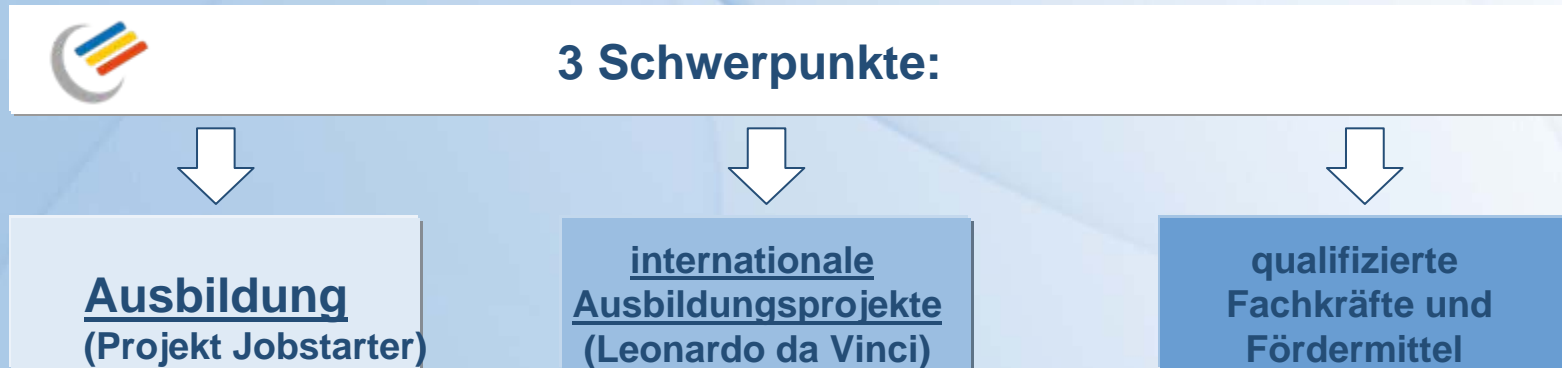 3 Schwerpunkte:
Ausbildung
(Projekt Jobstarter)
internationale
Ausbildungsprojekte
(Leonardo da Vinci)
qualifizierte
Fachkräfte und
Fördermittel